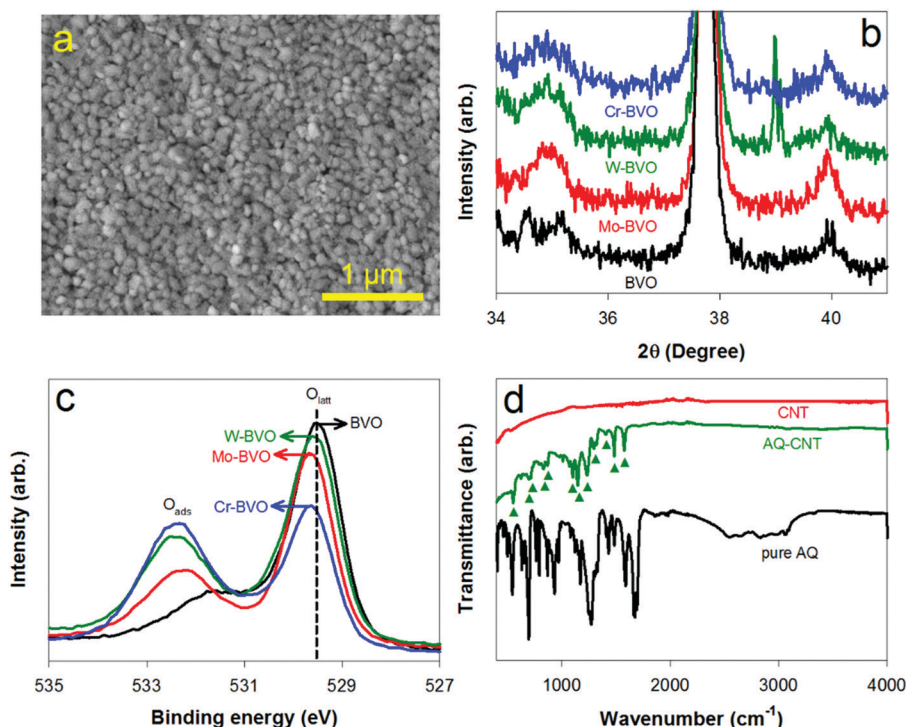 a
1 μm
b
Intensity (arb.)
Cr-BVO
W-BVO
Mo-BVO
BVO
34 36 38 40
2θ (Degree)
c
Intensity (arb.)
O_latt
BVO
W-BVO
Mo-BVO
Cr-BVO
O_ads
535 533 531 529 527
Binding energy (eV)
d
Transmittance (arb.)
CNT
AQ-CNT
pure AQ
1000 2000 3000 4000
Wavenumber (cm⁻¹)